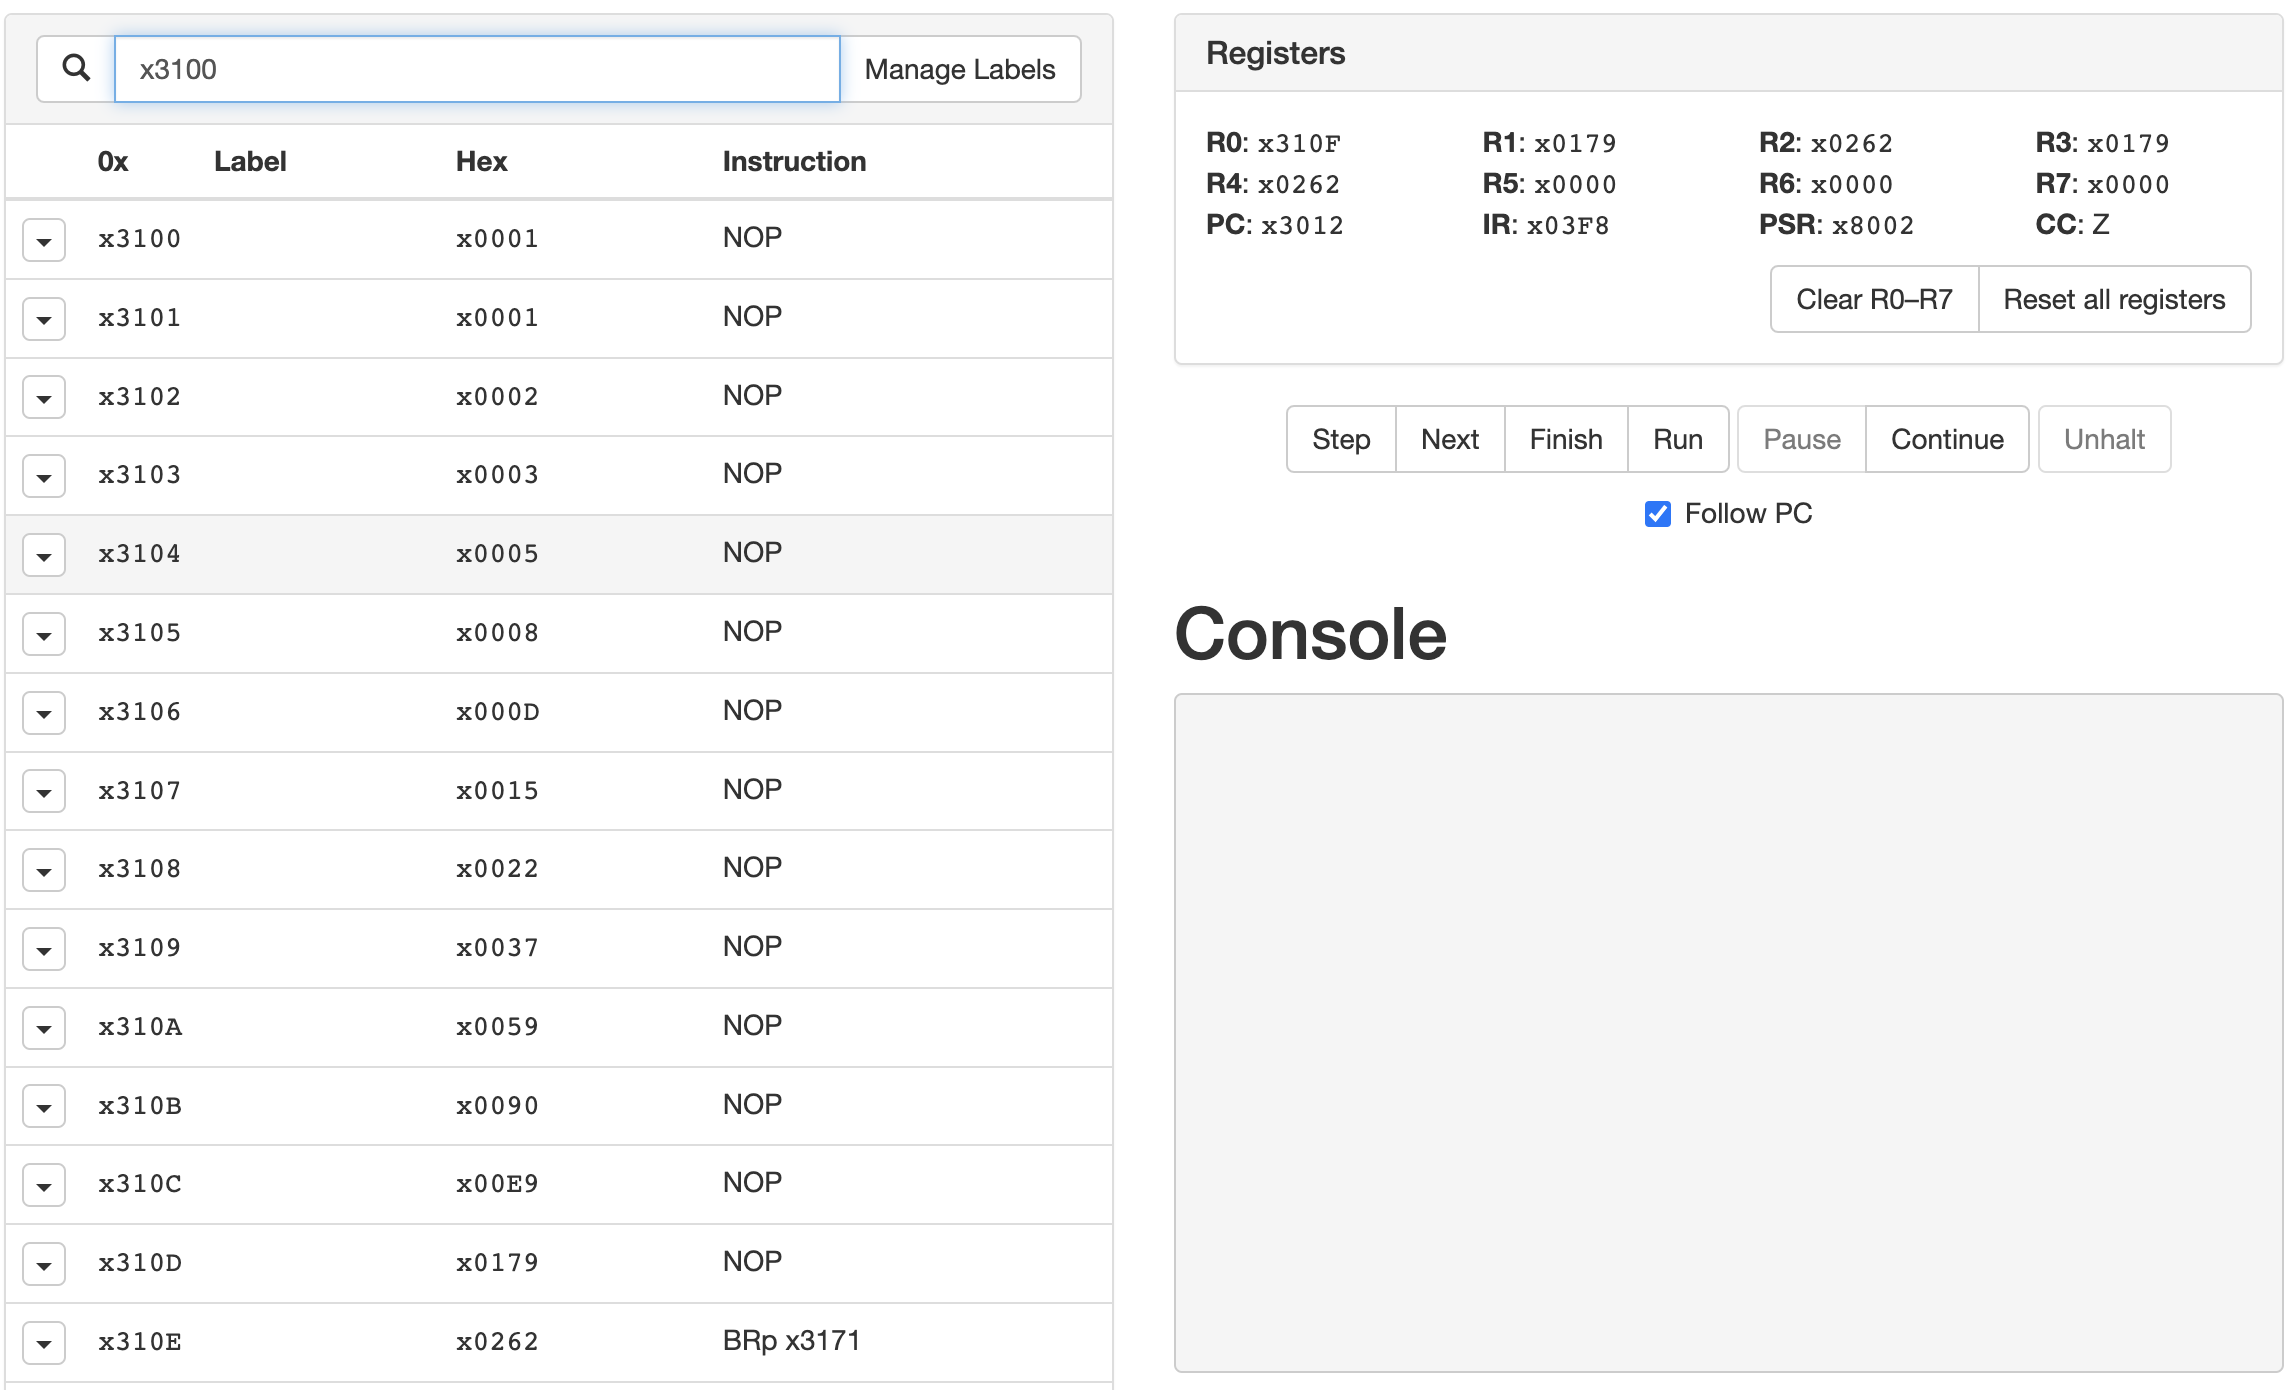 x3100 Manage Labels
0x Label Hex Instruction
x3100 x0001 NOP
x3101 x0001 NOP
x3102 x0002 NOP
x3103 x0003 NOP
x3104 x0005 NOP
x3105 x0008 NOP
x3106 x000D NOP
x3107 x0015 NOP
x3108 x0022 NOP
x3109 x0037 NOP
x310A x0059 NOP
x310B x0090 NOP
x310C x00E9 NOP
x310D x0179 NOP
x310E x0262 BRp x3171
Registers
R0: x310F R1: x0179 R2: x0262 R3: x0179
R4: x0262 R5: x0000 R6: x0000 R7: x0000
PC: x3012 IR: x03F8 PSR: x8002 CC: Z
Clear R0–R7 Reset all registers
Step Next Finish Run Pause Continue Unhalt
Follow PC
Console